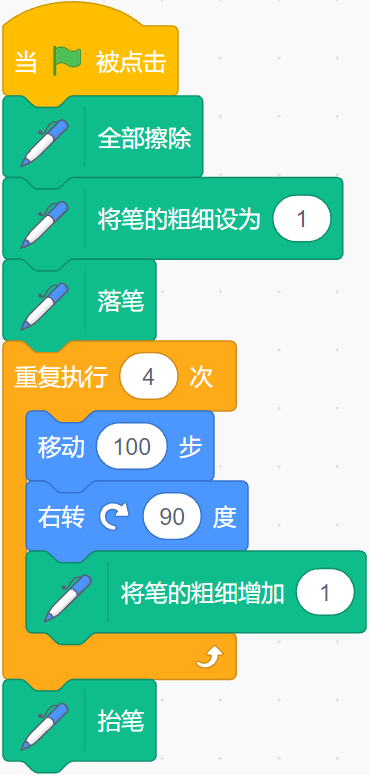 当 被点击
全部擦除
将笔的粗细设为 1
落笔
重复执行 4 次
移动 100 步
右转 90 度
将笔的粗细增加 1
抬笔